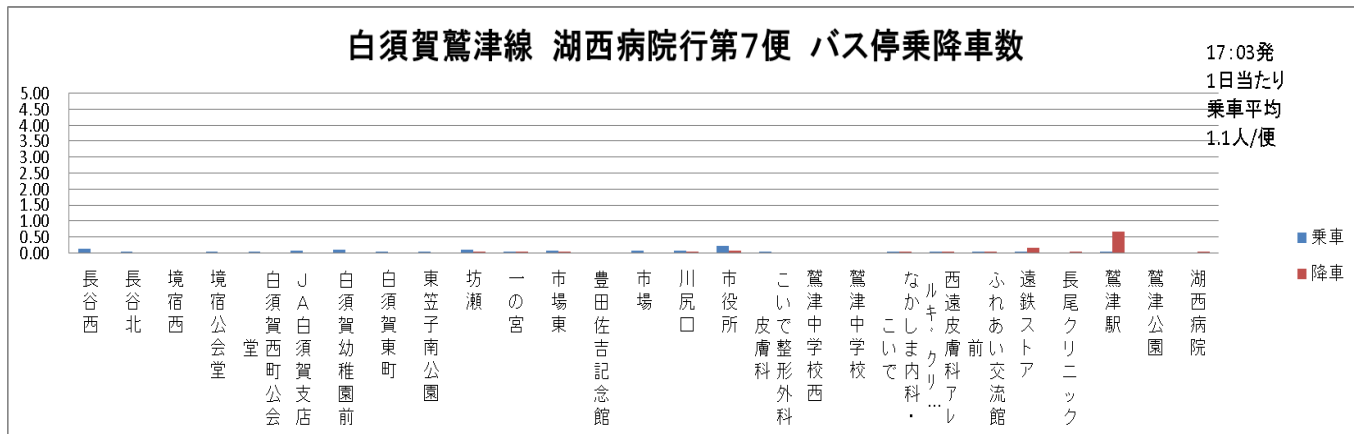 白須賀鷲津線 湖西病院行第7便 バス停乗降車数
17:03発
1日当たり
乗車平均
1.1人/便
5.00
4.50
4.00
3.50
3.00
2.50
2.00
1.50
1.00
0.50
0.00
乗車
降車
長谷西
長谷北
境宿西
境宿公会堂
白須賀西町公会
堂
JA白須賀支店
白須賀幼稚園前
白須賀東町
東笠子南公園
坊瀬
一の宮
市場東
豊田佐吉記念館
市場
川尻口
市役所
こいで整形外科
皮膚科
鷲津中学校西
鷲津中学校
なかしま内科・
こいで
西遠皮膚科アレ
ルギークリ…
ふれあい交流館
前
遠鉄ストア
長尾クリニック
鷲津駅
鷲津公園
湖西病院